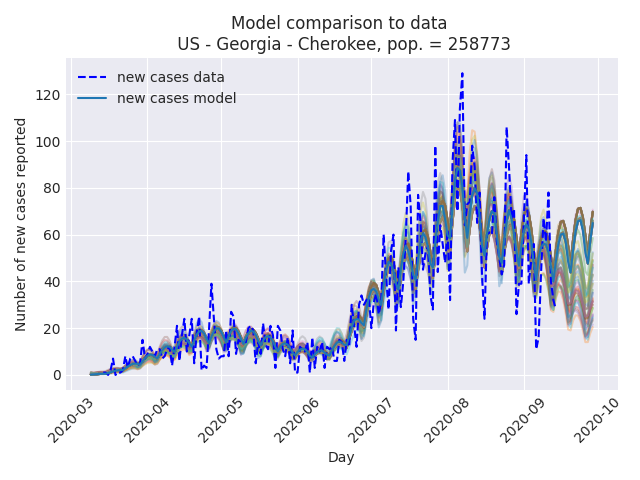 Model comparison to data
US - Georgia - Cherokee, pop. = 258773
new cases data
new cases model
Number of new cases reported
120
100
80
60
40
20
0
2020-03
2020-04
2020-05
2020-06
2020-07
2020-08
2020-09
2020-10
Day